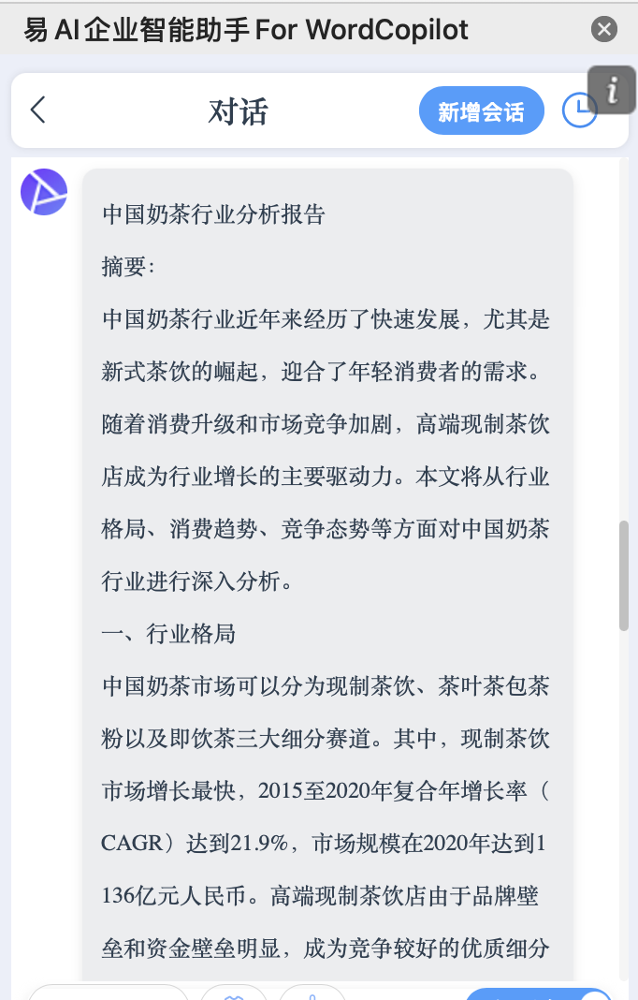 易AI企业智能助手For WordCopilot
i
对话
新增会话
中国奶茶行业分析报告
摘要：
中国奶茶行业近年来经历了快速发展，尤其是
新式茶饮的崛起，迎合了年轻消费者的需求。
随着消费升级和市场竞争加剧，高端现制茶饮
店成为行业增长的主要驱动力。本文将从行业
格局、消费趋势、竞争态势等方面对中国奶茶
行业进行深入分析。
一、行业格局
中国奶茶市场可以分为现制茶饮、茶叶茶包茶
粉以及即饮茶三大细分赛道。其中，现制茶饮
市场增长最快，2015至2020年复合年增长率（
CAGR）达到21.9%，市场规模在2020年达到1
136亿元人民币。高端现制茶饮店由于品牌壁
垒和资金壁垒明显，成为竞争较好的优质细分